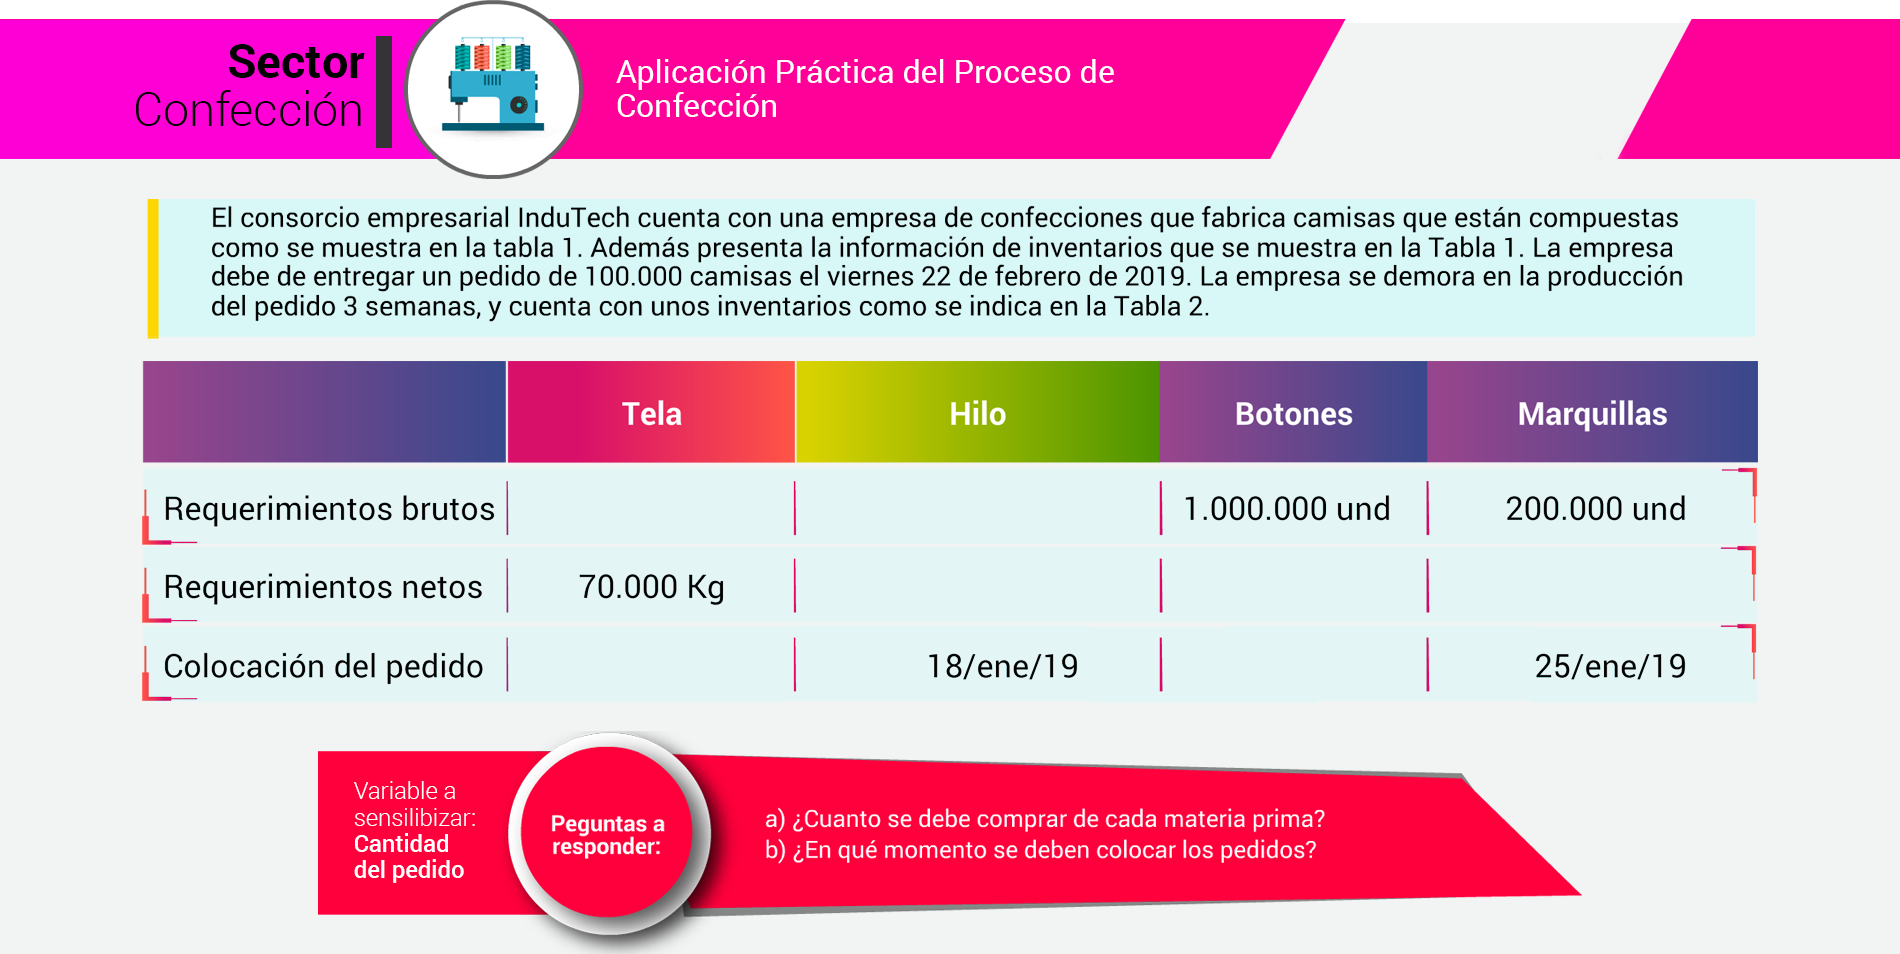 Sector
Confección
Aplicación Práctica del Proceso de
Confección
El consorcio empresarial InduTech cuenta con una empresa de confecciones que fabrica camisas que están compuestas
como se muestra en la tabla 1. Además presenta la información de inventarios que se muestra en la Tabla 1. La empresa
debe de entregar un pedido de 100.000 camisas el viernes 22 de febrero de 2019. La empresa se demora en la producción
del pedido 3 semanas, y cuenta con unos inventarios como se indica en la Tabla 2.
Tela Hilo Botones Marquillas
Requerimientos brutos 1.000.000 und 200.000 und
Requerimientos netos 70.000 Kg
Colocación del pedido 18/ene/19 25/ene/19
Variable a
sensilibizar:
Cantidad
del pedido
Peguntas a
responder:
a) ¿Cuanto se debe comprar de cada materia prima?
b) ¿En qué momento se deben colocar los pedidos?